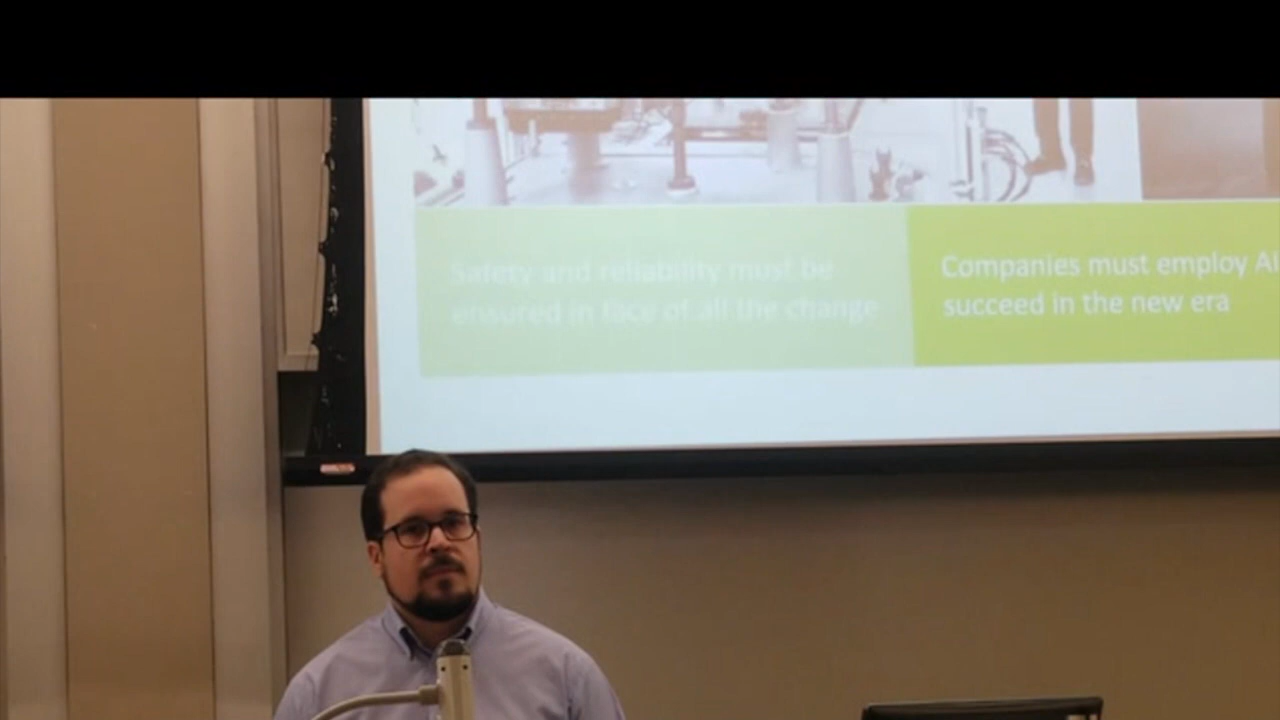 Safety and reliability must be
ensured in face of all the change
Companies must employ AI
succeed in the new era